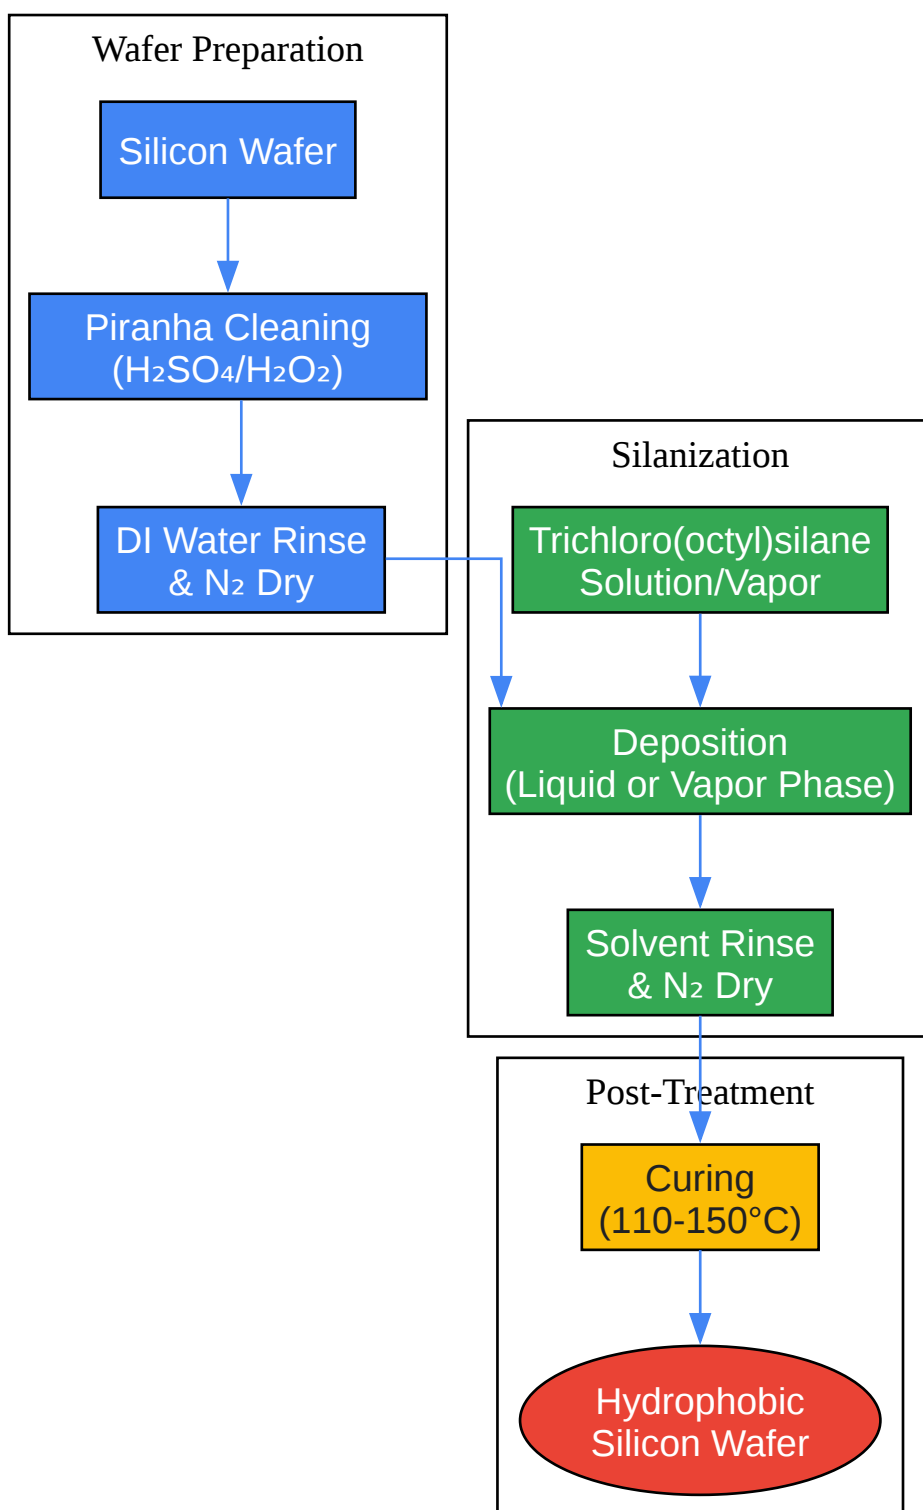 Wafer Preparation
Silicon Wafer
Piranha Cleaning
(H₂SO₄/H₂O₂)
DI Water Rinse
& N₂ Dry
Silanization
Trichloro(octyl)silane
Solution/Vapor
Deposition
(Liquid or Vapor Phase)
Solvent Rinse
& N₂ Dry
Post-Treatment
Curing
(110-150°C)
Hydrophobic
Silicon Wafer